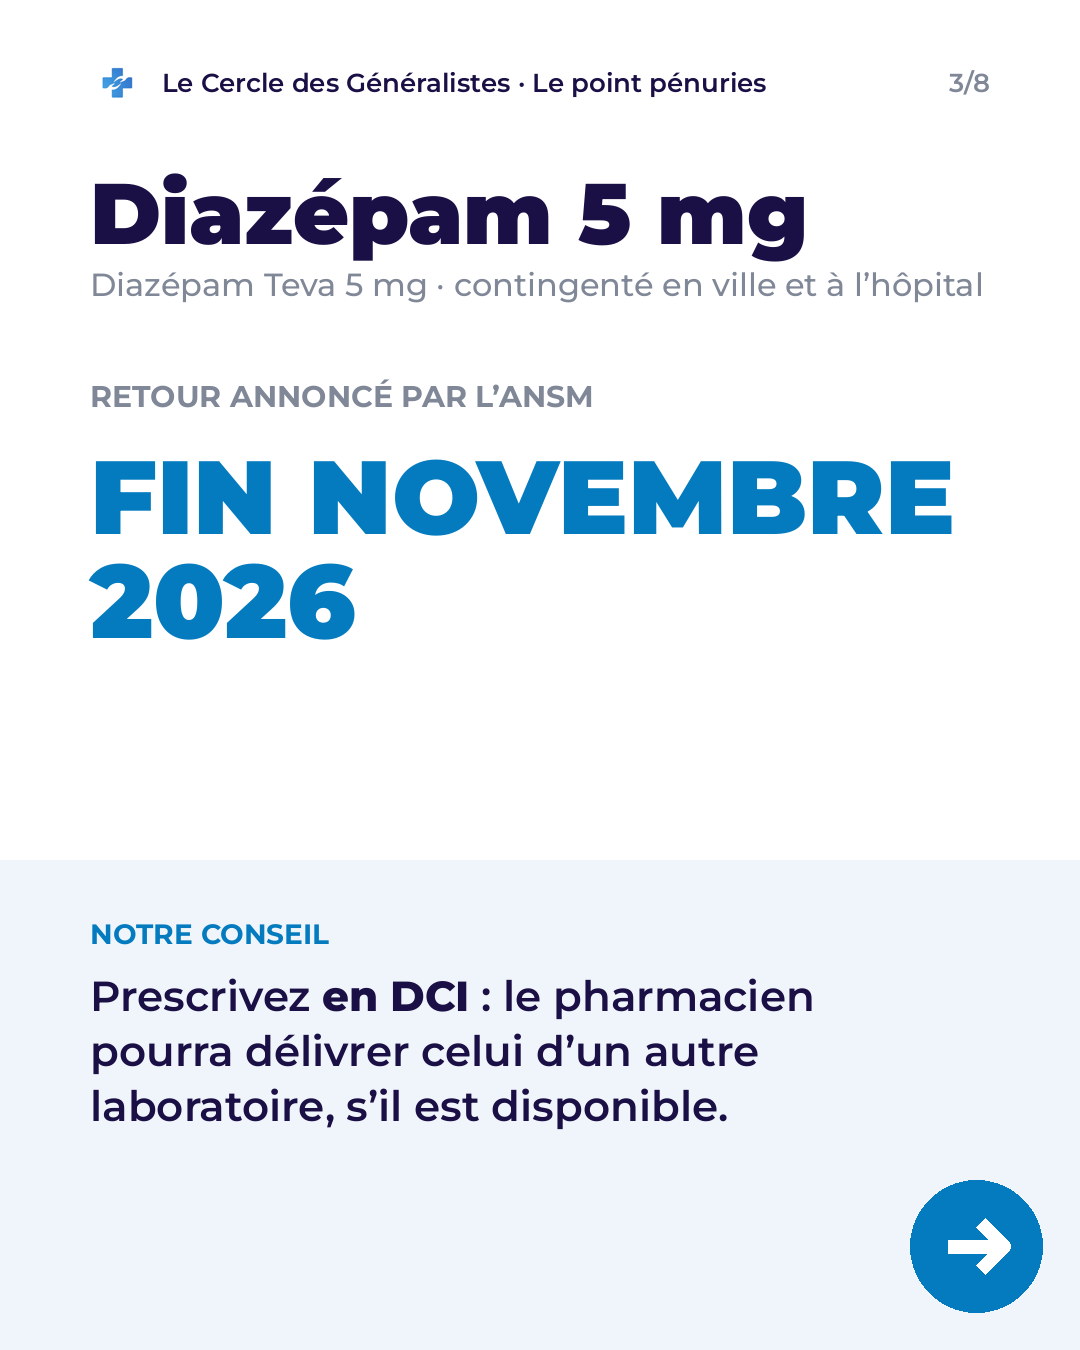 Le Cercle des Généralistes · Le point pénuries
3/8
Diazépam 5 mg
Diazépam Teva 5 mg · contingenté en ville et à l’hôpital
RETOUR ANNONCÉ PAR L’ANSM
FIN NOVEMBRE
2026
NOTRE CONSEIL
Prescrivez en DCI : le pharmacien
pourra délivrer celui d’un autre
laboratoire, s’il est disponible.